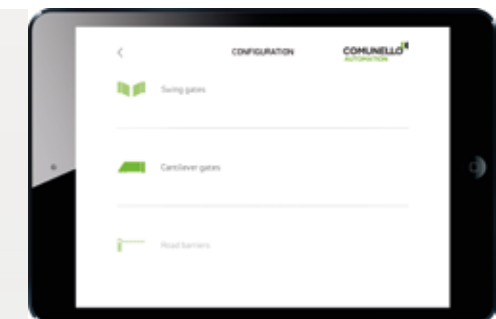 CONFIGURATION
COMUNELLO
AUTOMATION
Swing gates
Cantilever gates
Road barriers